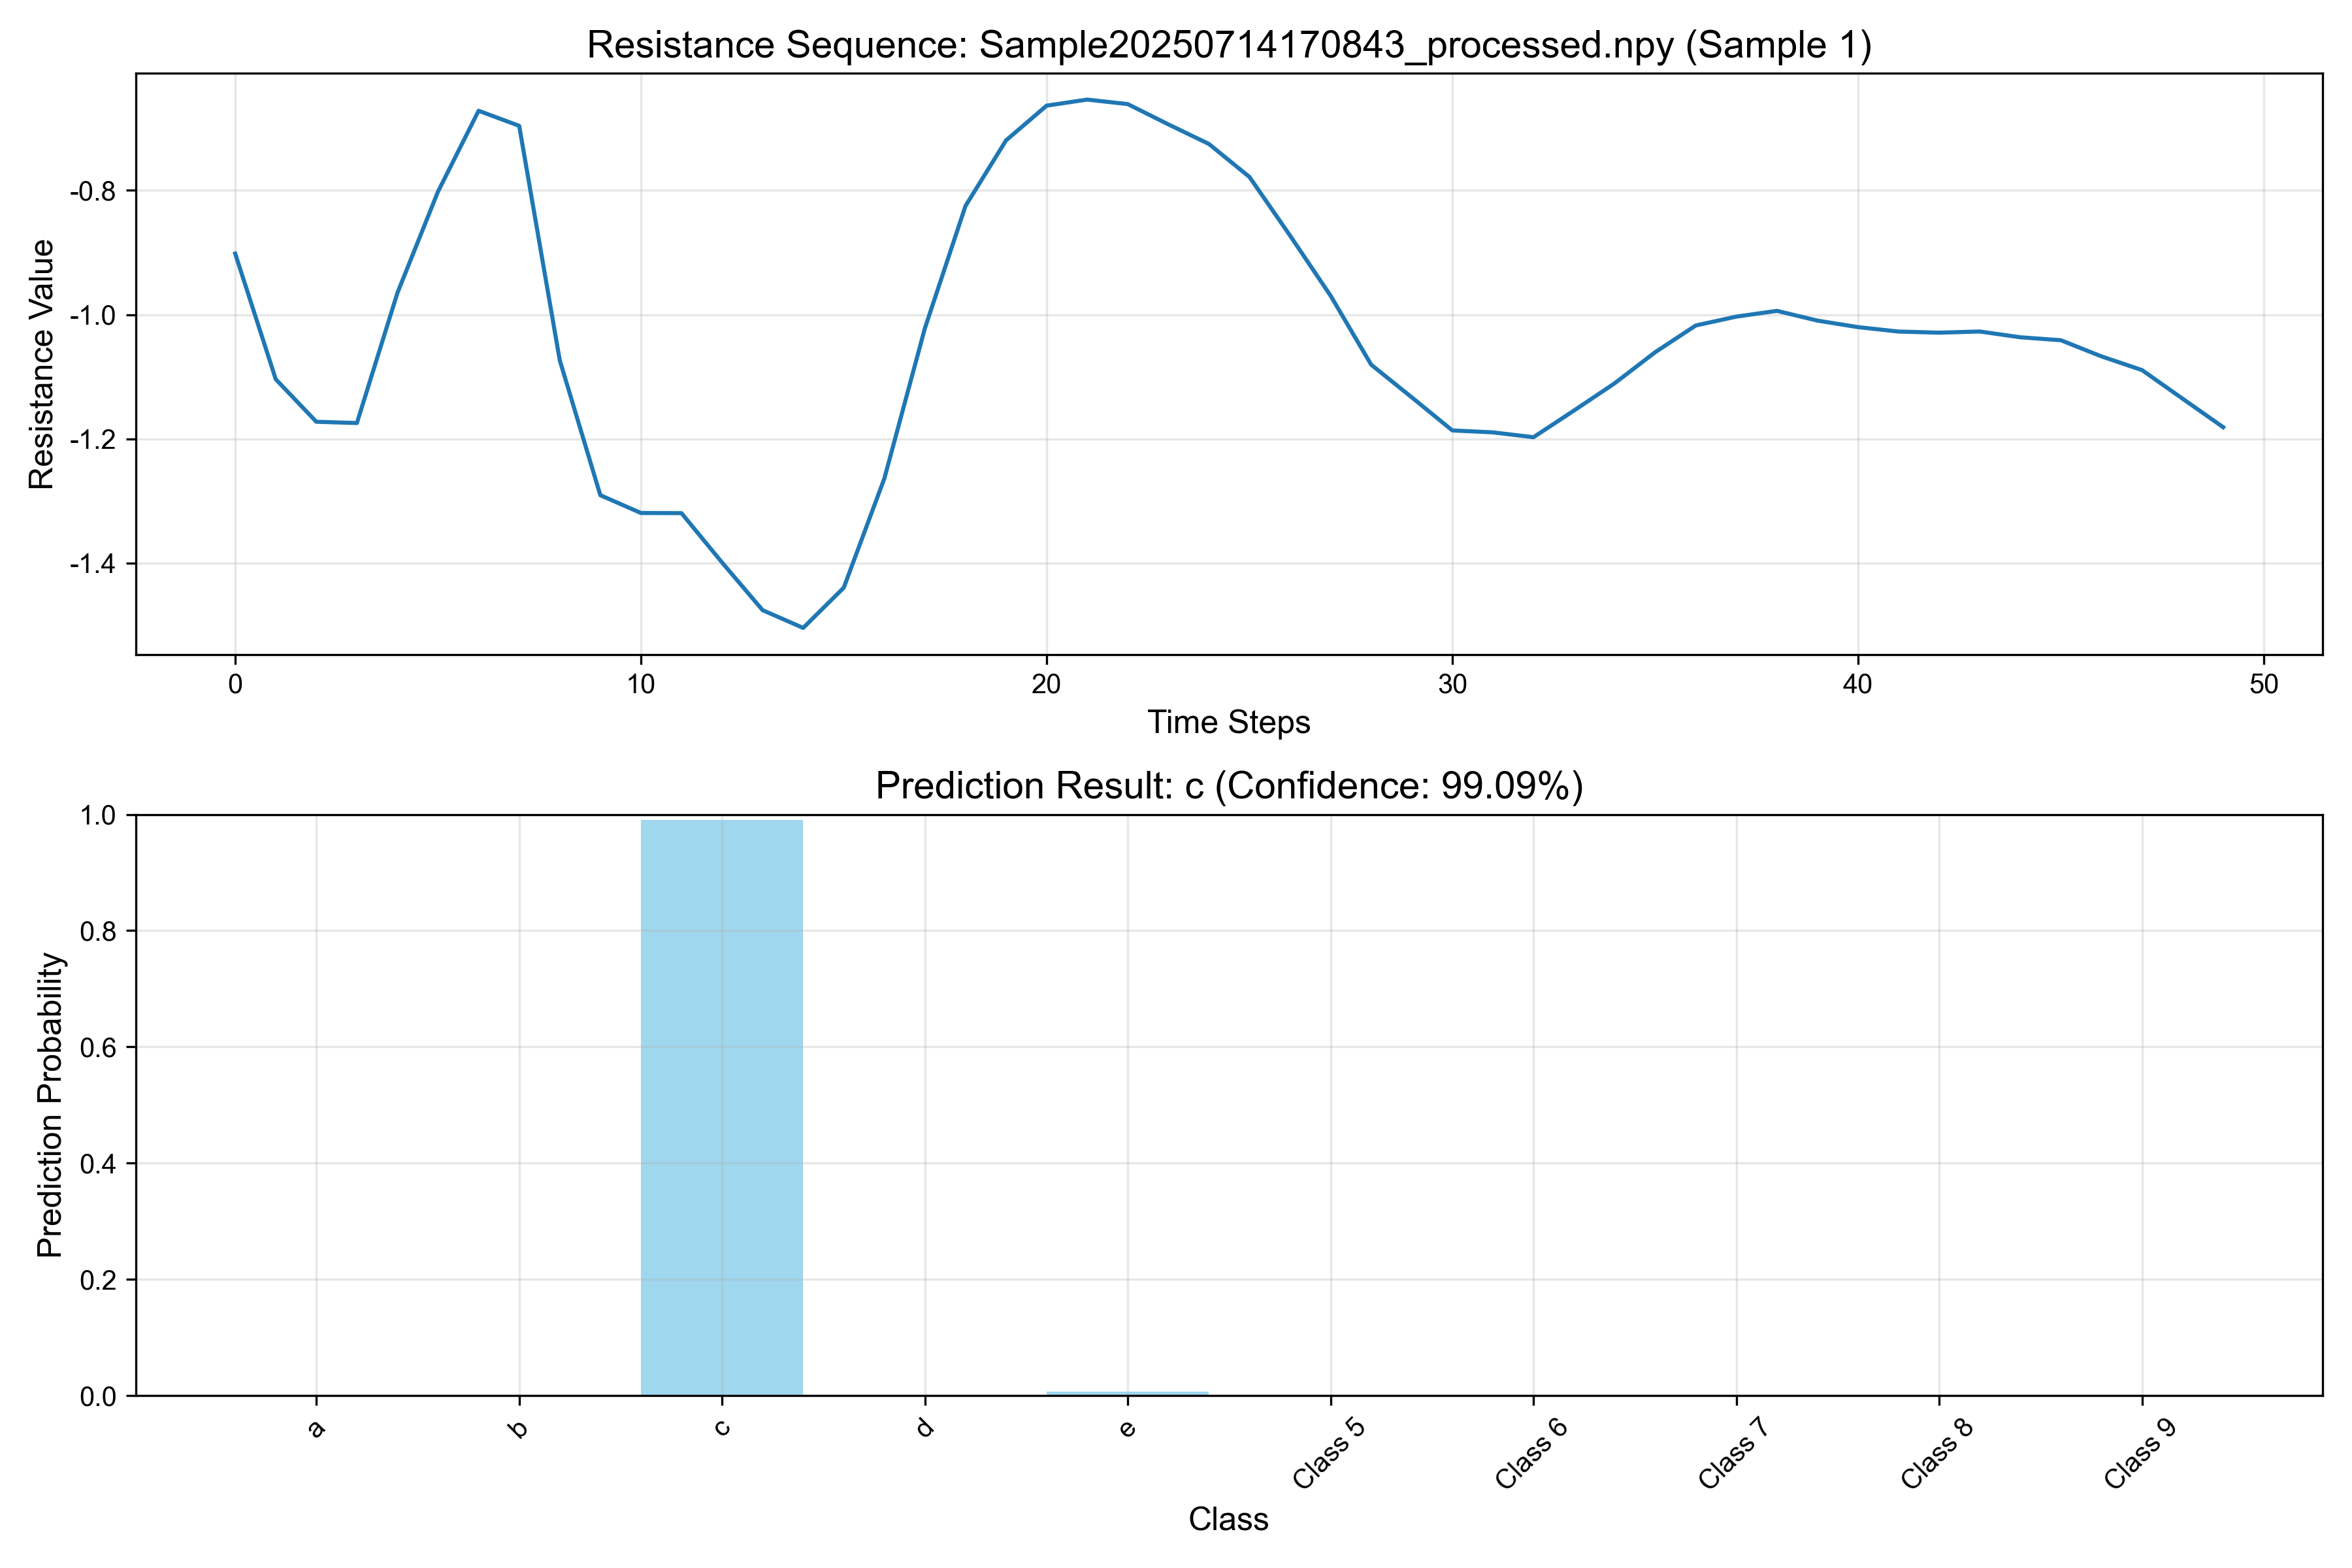 Resistance Sequence: Sample20250714170843_processed.npy (Sample 1)
Resistance Value
-0.8
-1.0
-1.2
-1.4
0 10 20 30 40 50
Time Steps
Prediction Result: c (Confidence: 99.09%)
Prediction Probability
1.0
0.8
0.6
0.4
0.2
0.0
a b c d e Class 5 Class 6 Class 7 Class 8 Class 9
Class